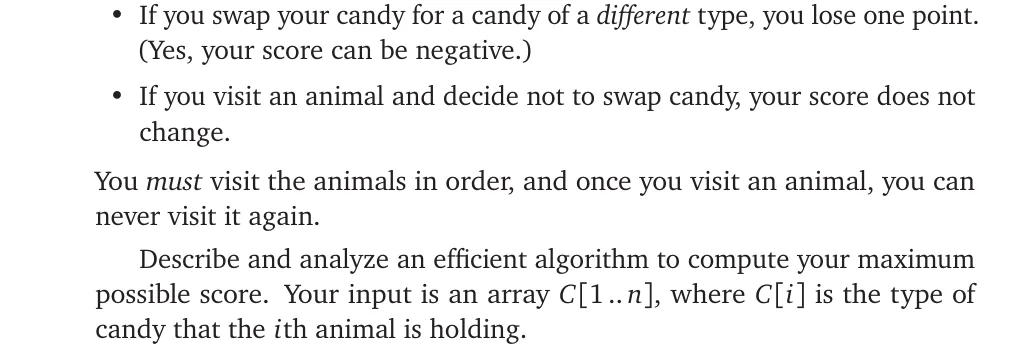 • If you swap your candy for a candy of a different type, you lose one point.
(Yes, your score can be negative.)
• If you visit an animal and decide not to swap candy, your score does not
change.
You must visit the animals in order, and once you visit an animal, you can
never visit it again.
Describe and analyze an efficient algorithm to compute your maximum
possible score. Your input is an array C[1..n], where C[i] is the type of
candy that the ith animal is holding.